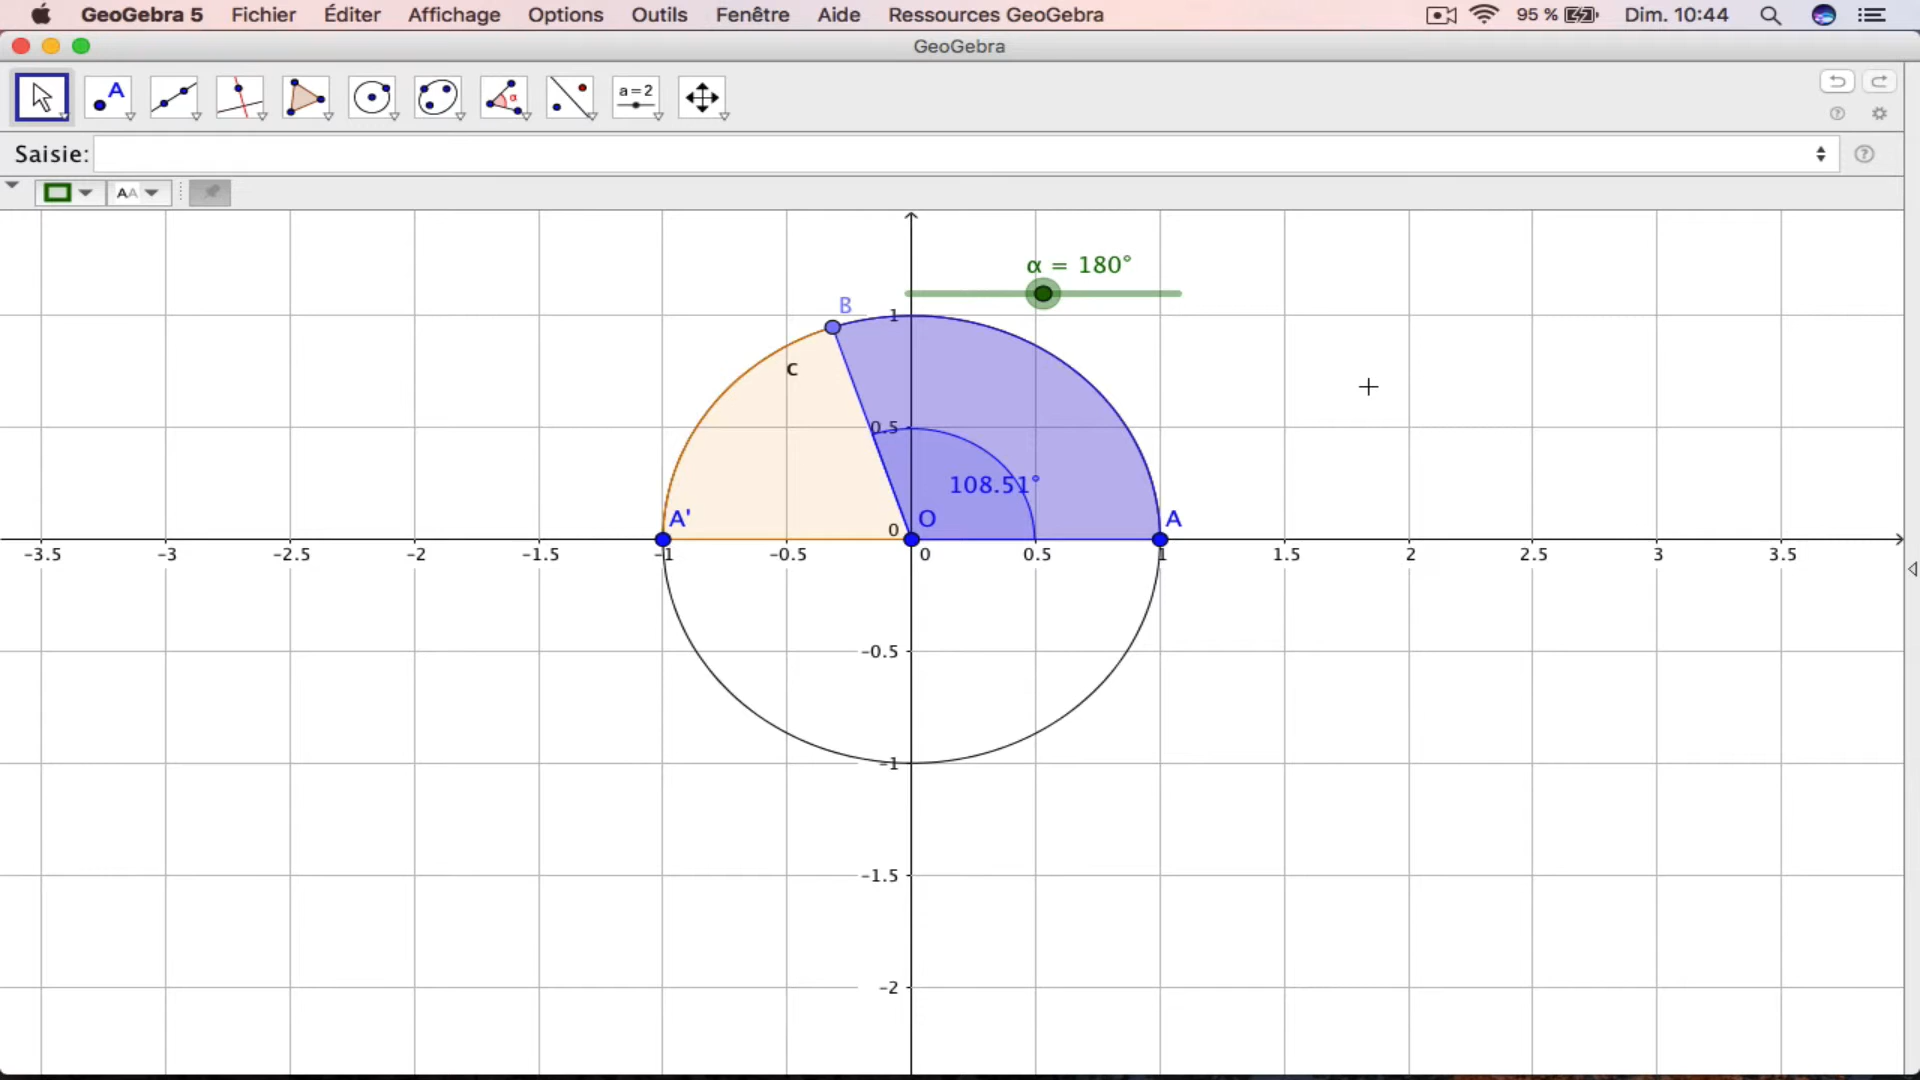 GeoGebra 5 Fichier Éditer Affichage Options Outils Fenêtre Aide Ressources GeoGebra 95 % Dim. 10:44
GeoGebra
A
α
a=2
Saisie:
AA
α = 180°
B
1
c
0.5
108.51°
A'
0
O
A
-3.5 -3 -2.5 -2 -1.5 -1 -0.5 0 0.5 1 1.5 2 2.5 3 3.5
-0.5
-1
-1.5
-2